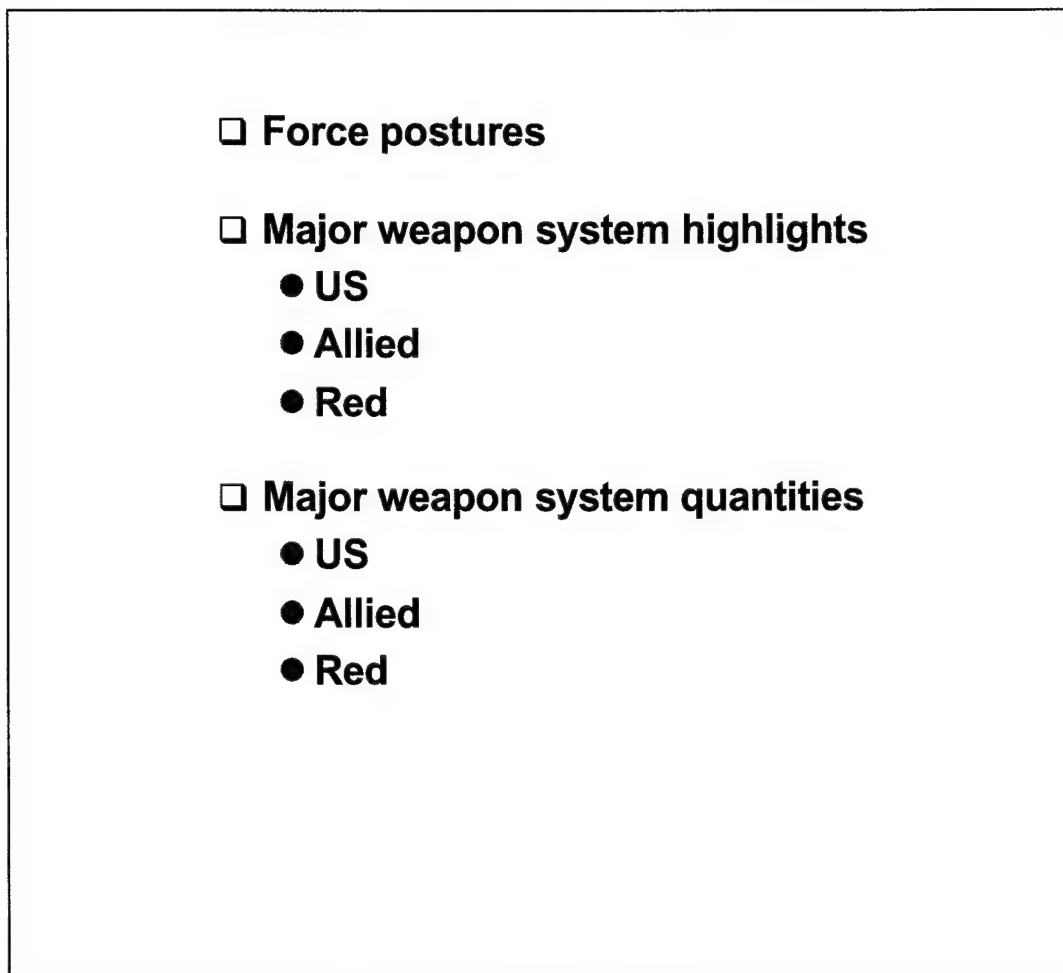 ❑ Force postures
❑ Major weapon system highlights
● US
● Allied
● Red
❑ Major weapon system quantities
● US
● Allied
● Red